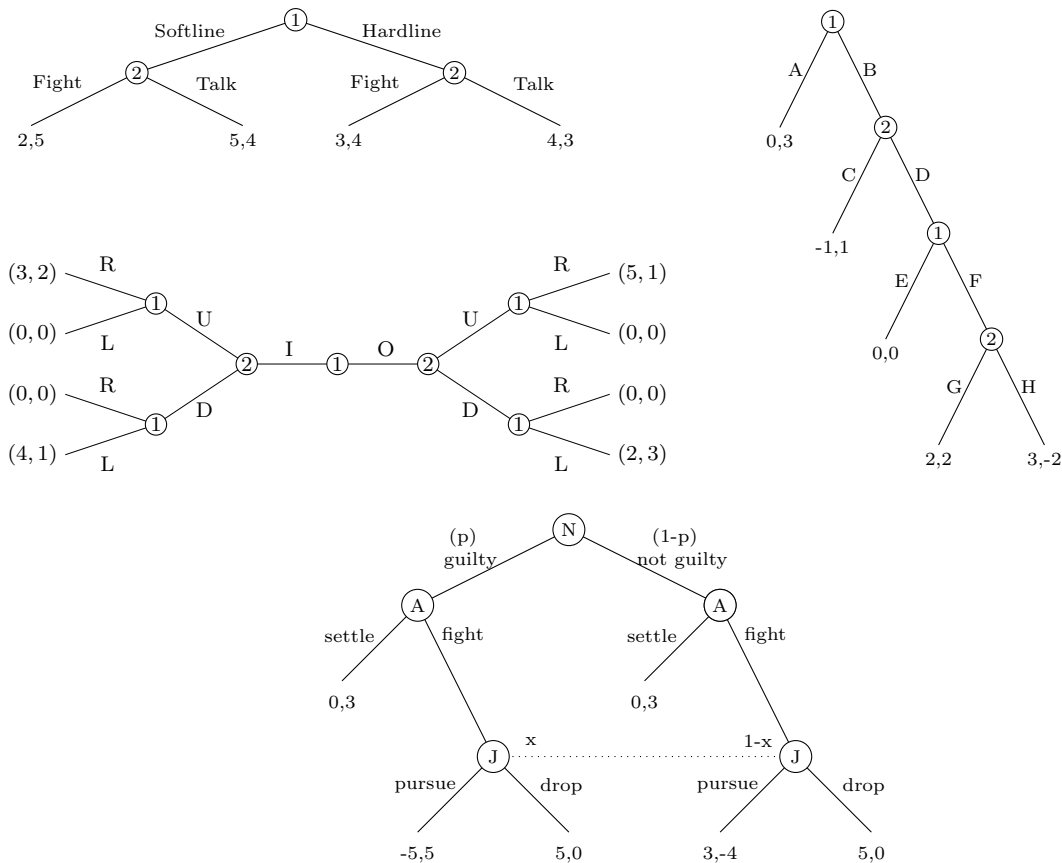 1
Softline Hardline
2 2
Fight Talk Fight Talk
2,5 5,4 3,4 4,3
1
A B
0,3 2
C D
-1,1 1
E F
0,0 2
G H
2,2 3,-2
(3, 2) R U R (5, 1)
1 1
(0, 0) L L (0, 0)
2 I 1 O 2
(0, 0) R D D R (0, 0)
1 1
(4, 1) L L (2, 3)
U
N
(p) (1-p)
guilty not guilty
A A
settle fight settle fight
0,3 0,3
J x 1-x J
pursue drop pursue drop
-5,5 5,0 3,-4 5,0